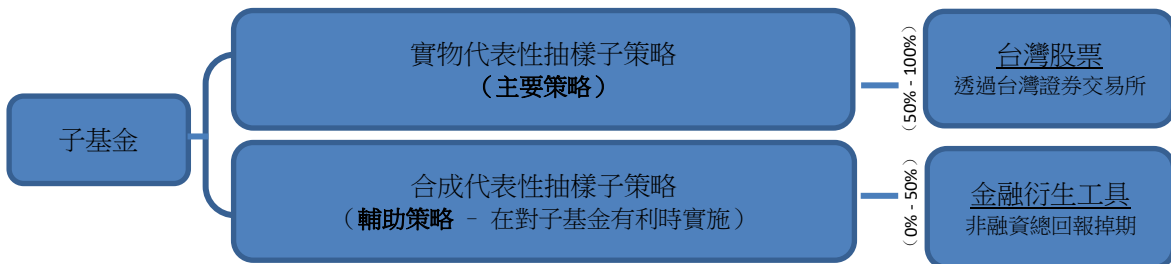 子基金
實物代表性抽樣子策略
（主要策略）
(50% - 100%)
台灣股票
透過台灣證券交易所
合成代表性抽樣子策略
（輔助策略 - 在對子基金有利時實施）
(0% - 50%)
金融衍生工具
非融資總回報掉期